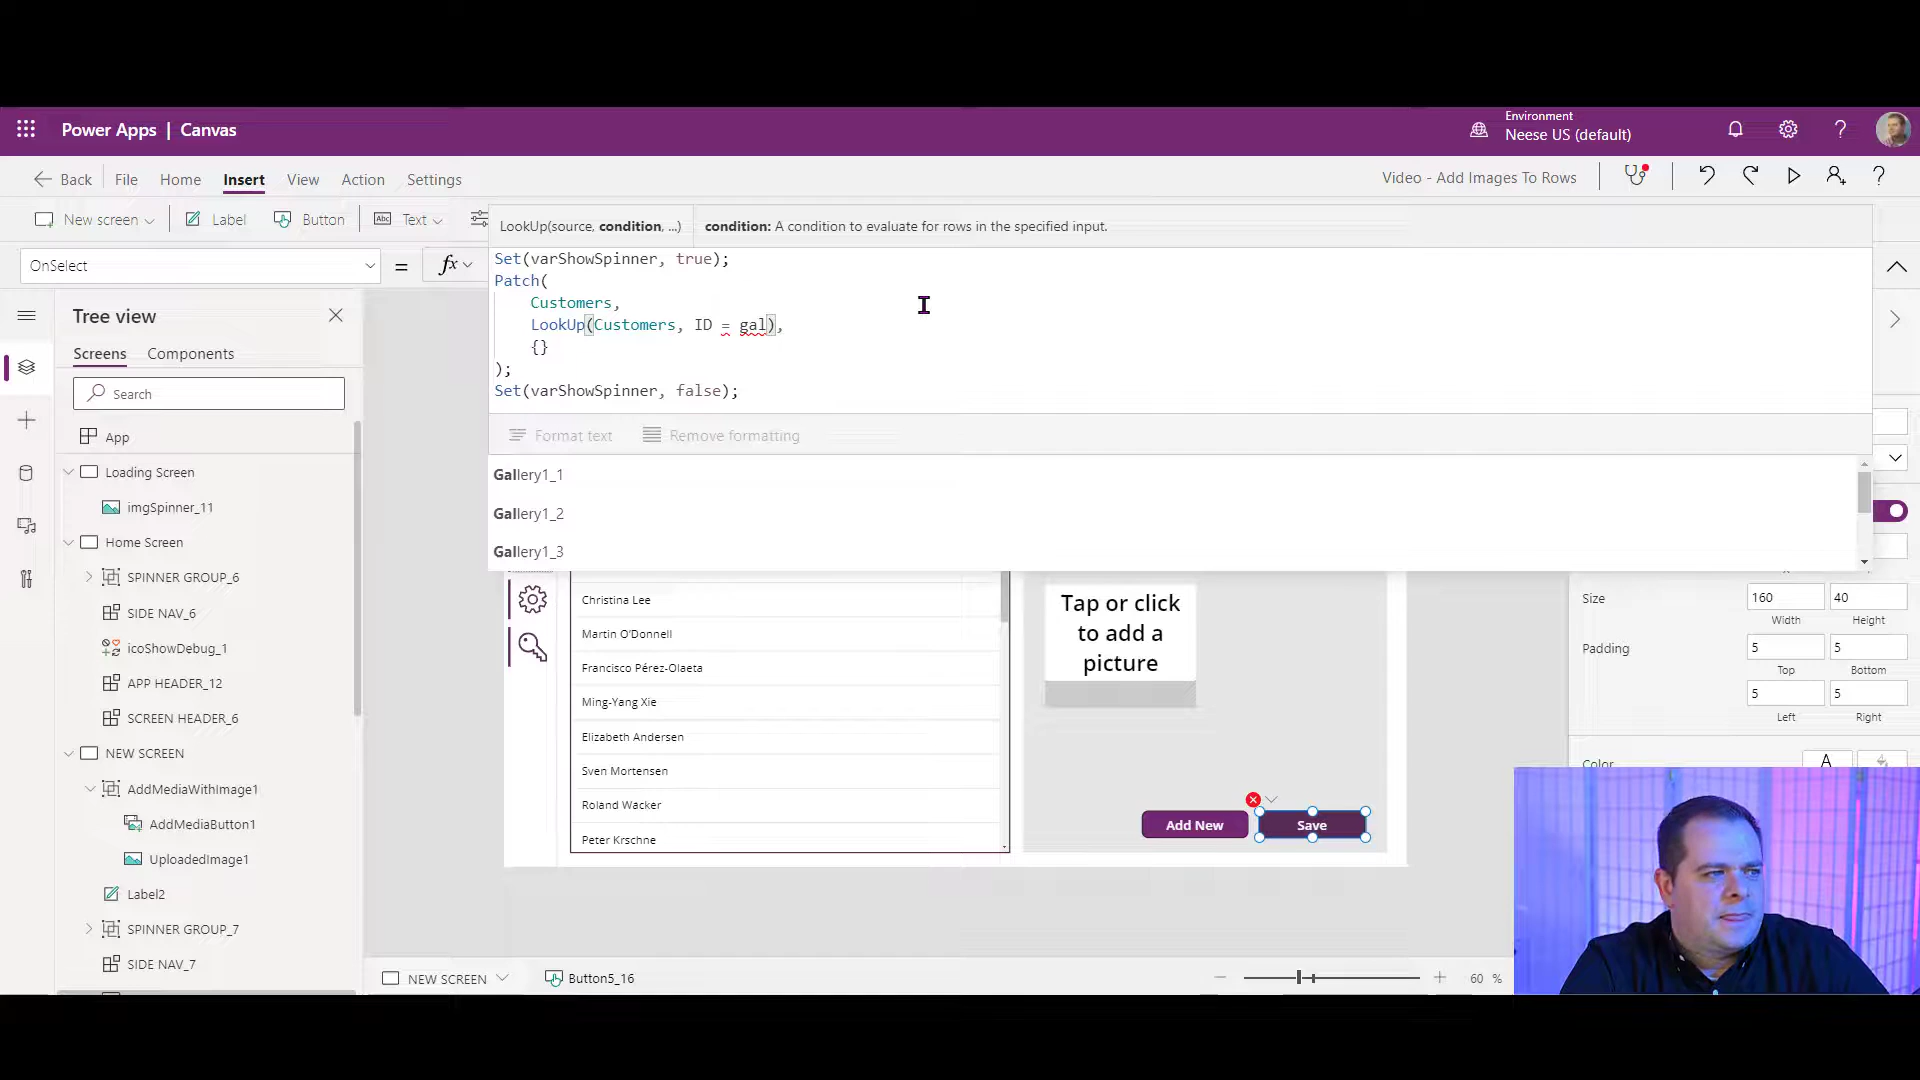 Power Apps | Canvas
Environment
Neese US (default)
Back File Home Insert View Action Settings
Video - Add Images To Rows
New screen Label Button Text
LookUp(source, condition, ...) condition: A condition to evaluate for rows in the specified input.
OnSelect = fx
Set(varShowSpinner, true);
Patch(
Customers,
LookUp(Customers, ID = gal),
{}
);
Set(varShowSpinner, false);
Format text Remove formatting
Gallery1_1
Gallery1_2
Gallery1_3
Tree view
Screens Components
Search
App
Loading Screen
imgSpinner_11
Home Screen
SPINNER GROUP_6
SIDE NAV_6
icoShowDebug_1
APP HEADER_12
SCREEN HEADER_6
NEW SCREEN
AddMediaWithImage1
AddMediaButton1
UploadedImage1
Label2
SPINNER GROUP_7
SIDE NAV_7
Christina Lee
Martin O'Donnell
Francisco Pérez-Olaeta
Ming-Yang Xie
Elizabeth Andersen
Sven Mortensen
Roland Wacker
Peter Krschne
Tap or click
to add a
picture
Add New Save
Size 160 40
Width Height
Padding 5 5
Top Bottom
5 5
Left Right
Color A
NEW SCREEN Button5_16
60 %